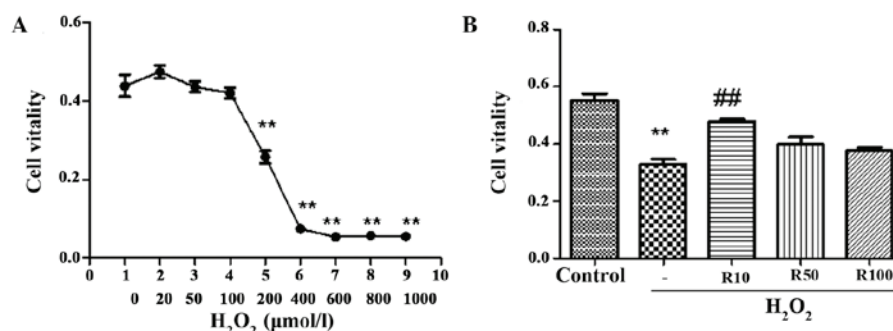 A
0.6
0.4
0.2
0.0
Cell vitality
**
** ** ** **
0 1 2 3 4 5 6 7 8 9 10
0 20 50 100 200 400 600 800 1000
H₂O₂ (μmol/l)
B
0.8
0.6
0.4
0.2
0.0
Cell vitality
**
##
Control - R10 R50 R100
H₂O₂